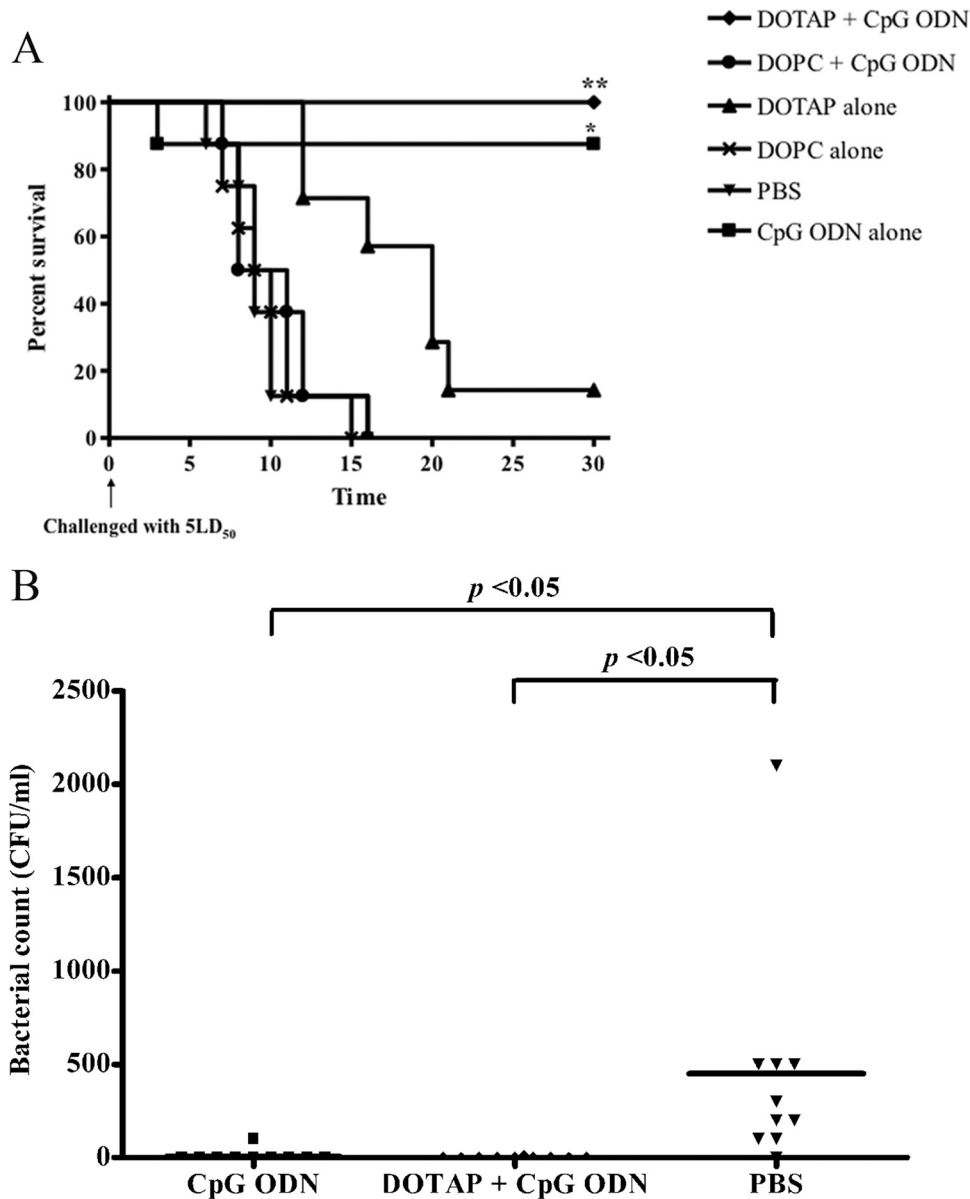 A
DOTAP + CpG ODN
DOPC + CpG ODN
DOTAP alone
DOPC alone
PBS
CpG ODN alone
**
*
100
80
60
40
20
0
Percent survival
0 5 10 15 20 25 30
Time
Challenged with 5LD50
B
p <0.05
p <0.05
2500
2000
1500
1000
500
0
Bacterial count (CFU/ml)
CpG ODN DOTAP + CpG ODN PBS